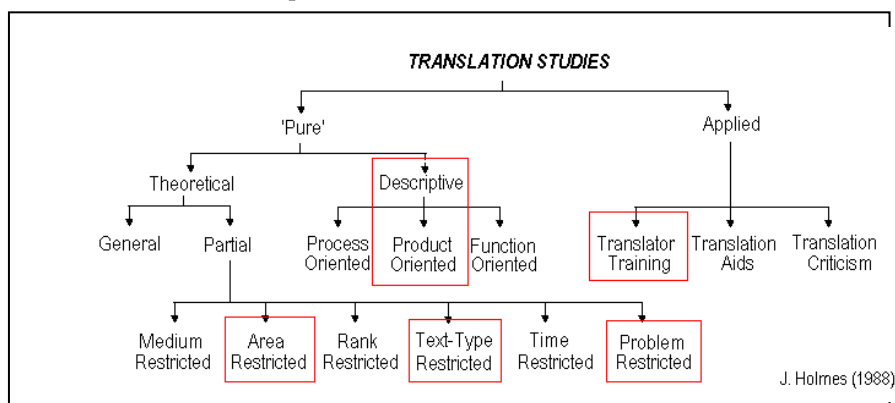 TRANSLATION STUDIES
'Pure' Applied
Theoretical Descriptive
General Partial Process Oriented Product Oriented Function Oriented Translator Training Translation Aids Translation Criticism
Medium Restricted Area Restricted Rank Restricted Text-Type Restricted Time Restricted Problem Restricted
J. Holmes (1988)